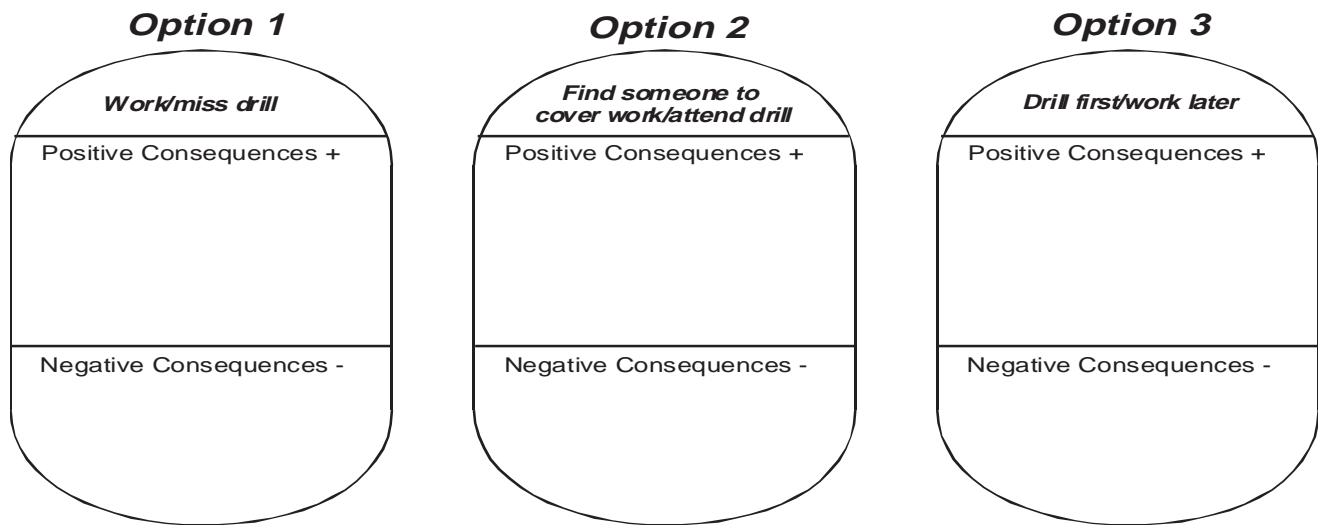 Option 1
Work/miss drill
Positive Consequences +
Negative Consequences -
Option 2
Find someone to
cover work/attend drill
Positive Consequences +
Negative Consequences -
Option 3
Drill first/work later
Positive Consequences +
Negative Consequences -